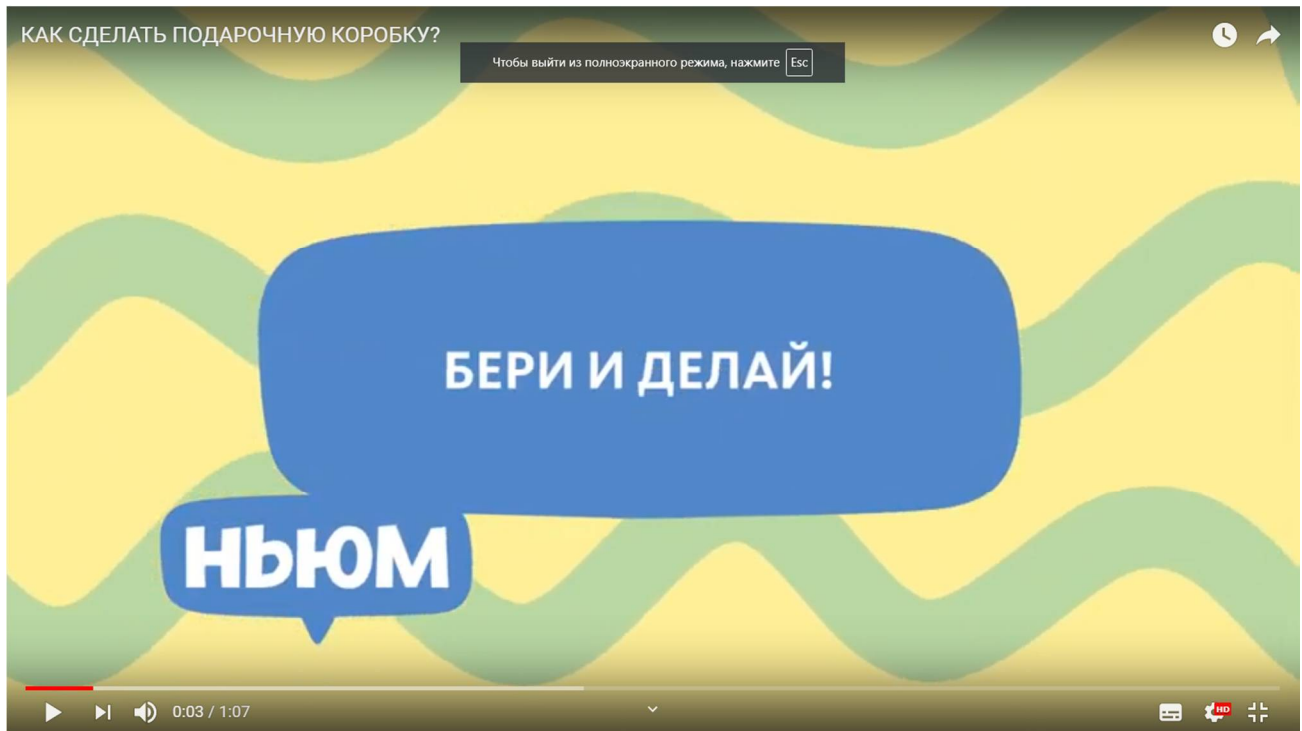 КАК СДЕЛАТЬ ПОДАРОЧНУЮ КОРОБКУ?
Чтобы выйти из полноэкранного режима, нажмите Esc
БЕРИ И ДЕЛАЙ!
НЬЮМ
0:03 / 1:07
HD